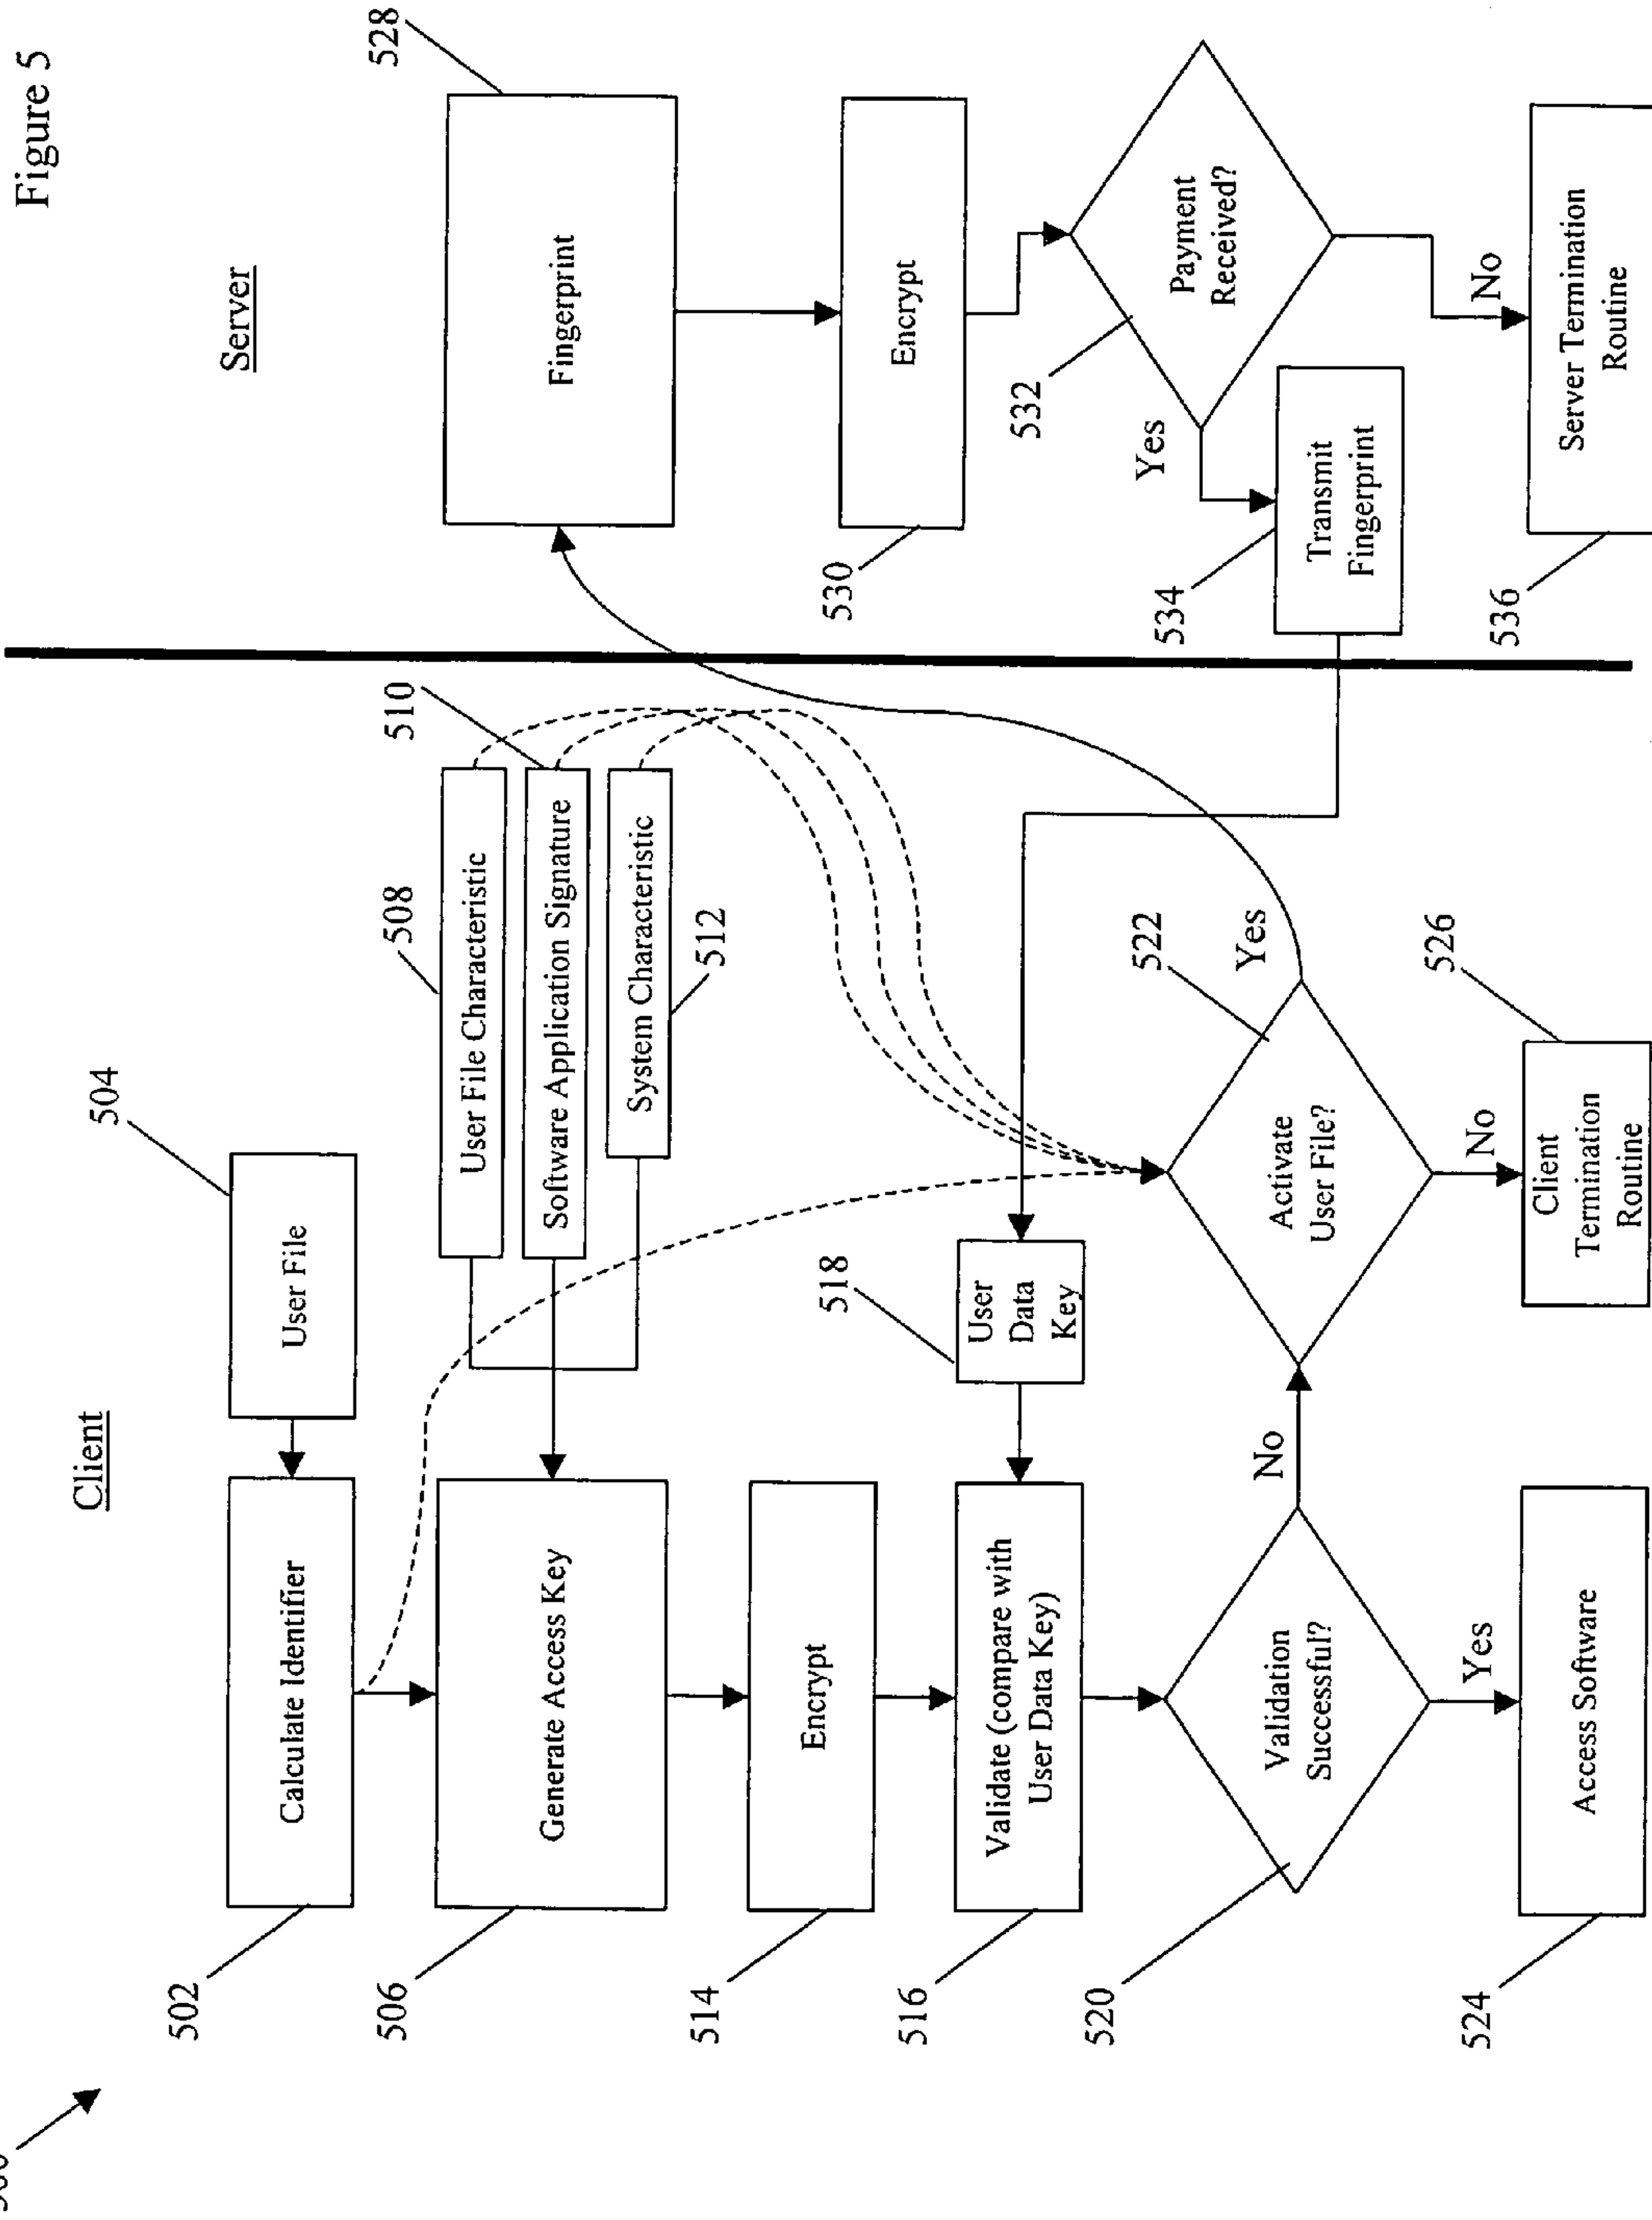 Figure 5
Client
Server
502
Calculate Identifier
504
User File
506
Generate Access Key
508
User File Characteristic
510
Software Application Signature
512
System Characteristic
514
Encrypt
516
Validate (compare with
User Data Key)
518
User
Data
Key
520
Validation
Successful?
No
Yes
522
Activate
User File?
Yes
No
524
Access Software
526
Client
Termination
Routine
528
Fingerprint
530
Encrypt
532
Payment
Received?
Yes
No
534
Transmit
Fingerprint
536
Server Termination
Routine